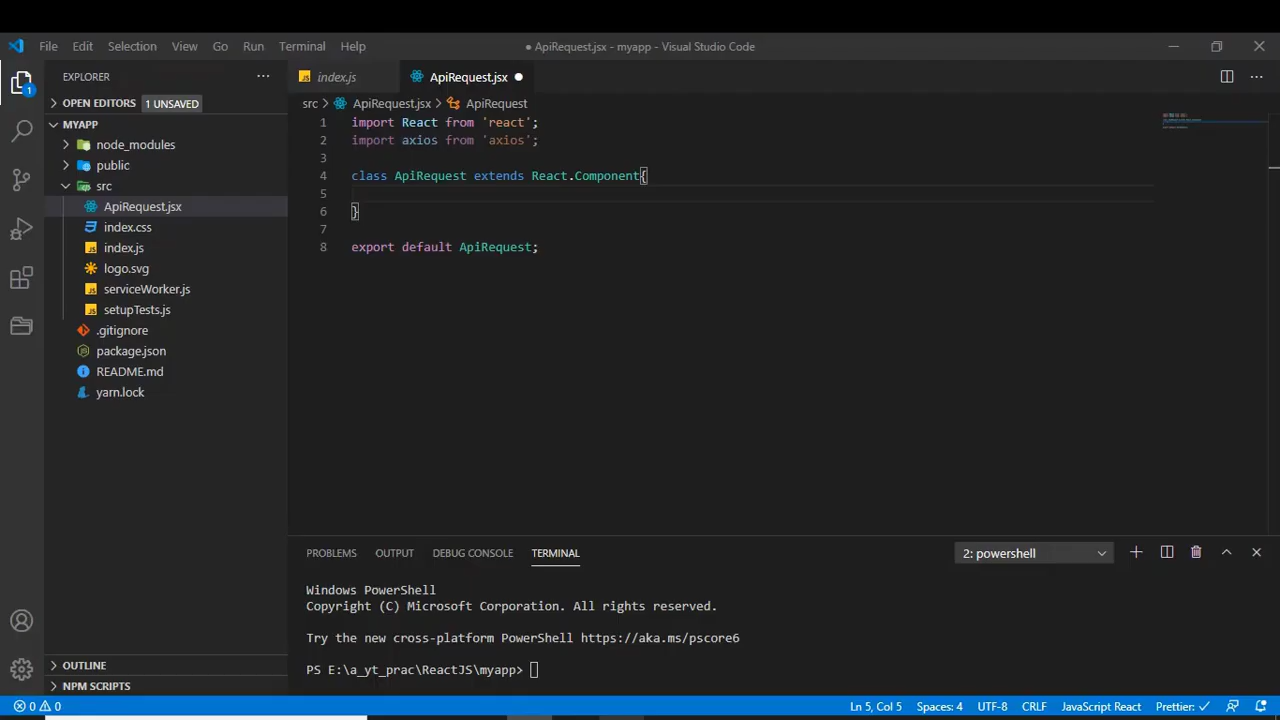 File Edit Selection View Go Run Terminal Help ● ApiRequest.jsx - myapp - Visual Studio Code
EXPLORER
index.js ApiRequest.jsx
OPEN EDITORS 1 UNSAVED
src > ApiRequest.jsx > ApiRequest
MYAPP
node_modules
public
src
ApiRequest.jsx
index.css
index.js
logo.svg
serviceWorker.js
setupTests.js
.gitignore
package.json
README.md
yarn.lock
OUTLINE
NPM SCRIPTS
1
1 import React from 'react';
2 import axios from 'axios';
3
4 class ApiRequest extends React.Component{
5
6 }
7
8 export default ApiRequest;
PROBLEMS OUTPUT DEBUG CONSOLE TERMINAL 2: powershell
Windows PowerShell
Copyright (C) Microsoft Corporation. All rights reserved.
Try the new cross-platform PowerShell https://aka.ms/pscore6
PS E:\a_yt_prac\ReactJS\myapp>
0 0 Ln 5, Col 5 Spaces: 4 UTF-8 CRLF JavaScript React Prettier: ✓